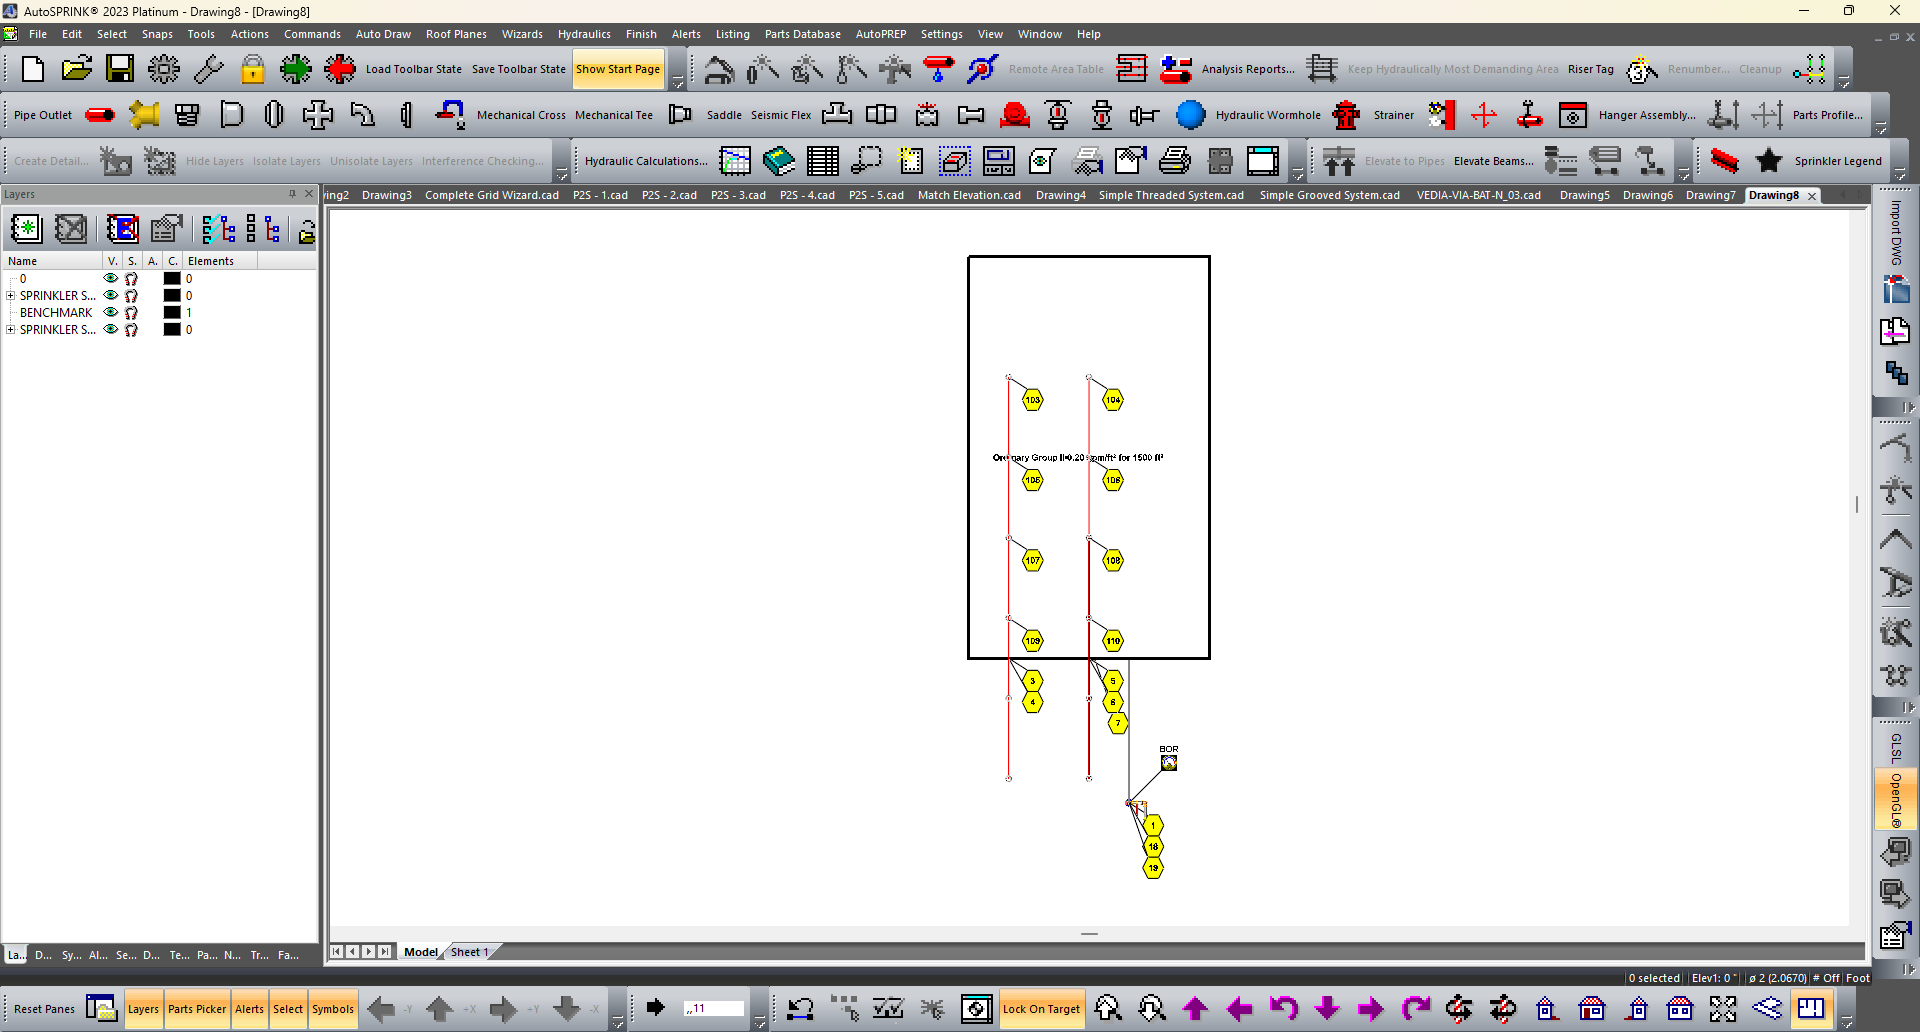 AutoSPRINK® 2023 Platinum - Drawing8 - [Drawing8]
File Edit Select Snaps Tools Actions Commands Auto Draw Roof Planes Wizards Hydraulics Finish Alerts Listing Parts Database AutoPREP Settings View Window Help
Load Toolbar State Save Toolbar State Show Start Page Remote Area Table Analysis Reports... Keep Hydraulically Most Demanding Area Riser Tag Renumber... Cleanup
Pipe Outlet Mechanical Cross Mechanical Tee Saddle Seismic Flex Hydraulic Wormhole Strainer Hanger Assembly... Parts Profile...
Create Detail... Hide Layers Isolate Layers Unisolate Layers Interference Checking... Hydraulic Calculations... Elevate to Pipes Elevate Beams... Sprinkler Legend
Layers
ving2 Drawing3 Complete Grid Wizard.cad P2S - 1.cad P2S - 2.cad P2S - 3.cad P2S - 4.cad P2S - 5.cad Match Elevation.cad Drawing4 Simple Threaded System.cad Simple Grooved System.cad VEDIA-VIA-BAT-N_03.cad Drawing5 Drawing6 Drawing7 Drawing8
Name V. S. A. C. Elements
0 0
SPRINKLER S... 0
BENCHMARK 1
SPRINKLER S... 0
Import DWG
103 104
Ordinary Group II=0.20 gpm/ft² for 1500 ft²
105 106
107 108
109 110
3 5
4 6
7
BOR
1
18
19
GLSL
OpenGL®
Model Sheet 1
La... D... Sy... Al... Se... D... Te... Pa... N... Tr... Fa...
0 selected Elev1: 0 " ø 2 (2.0670) # Off Foot
Reset Panes Layers Parts Picker Alerts Select Symbols -Y +X +Y -X ,,11 Lock On Target